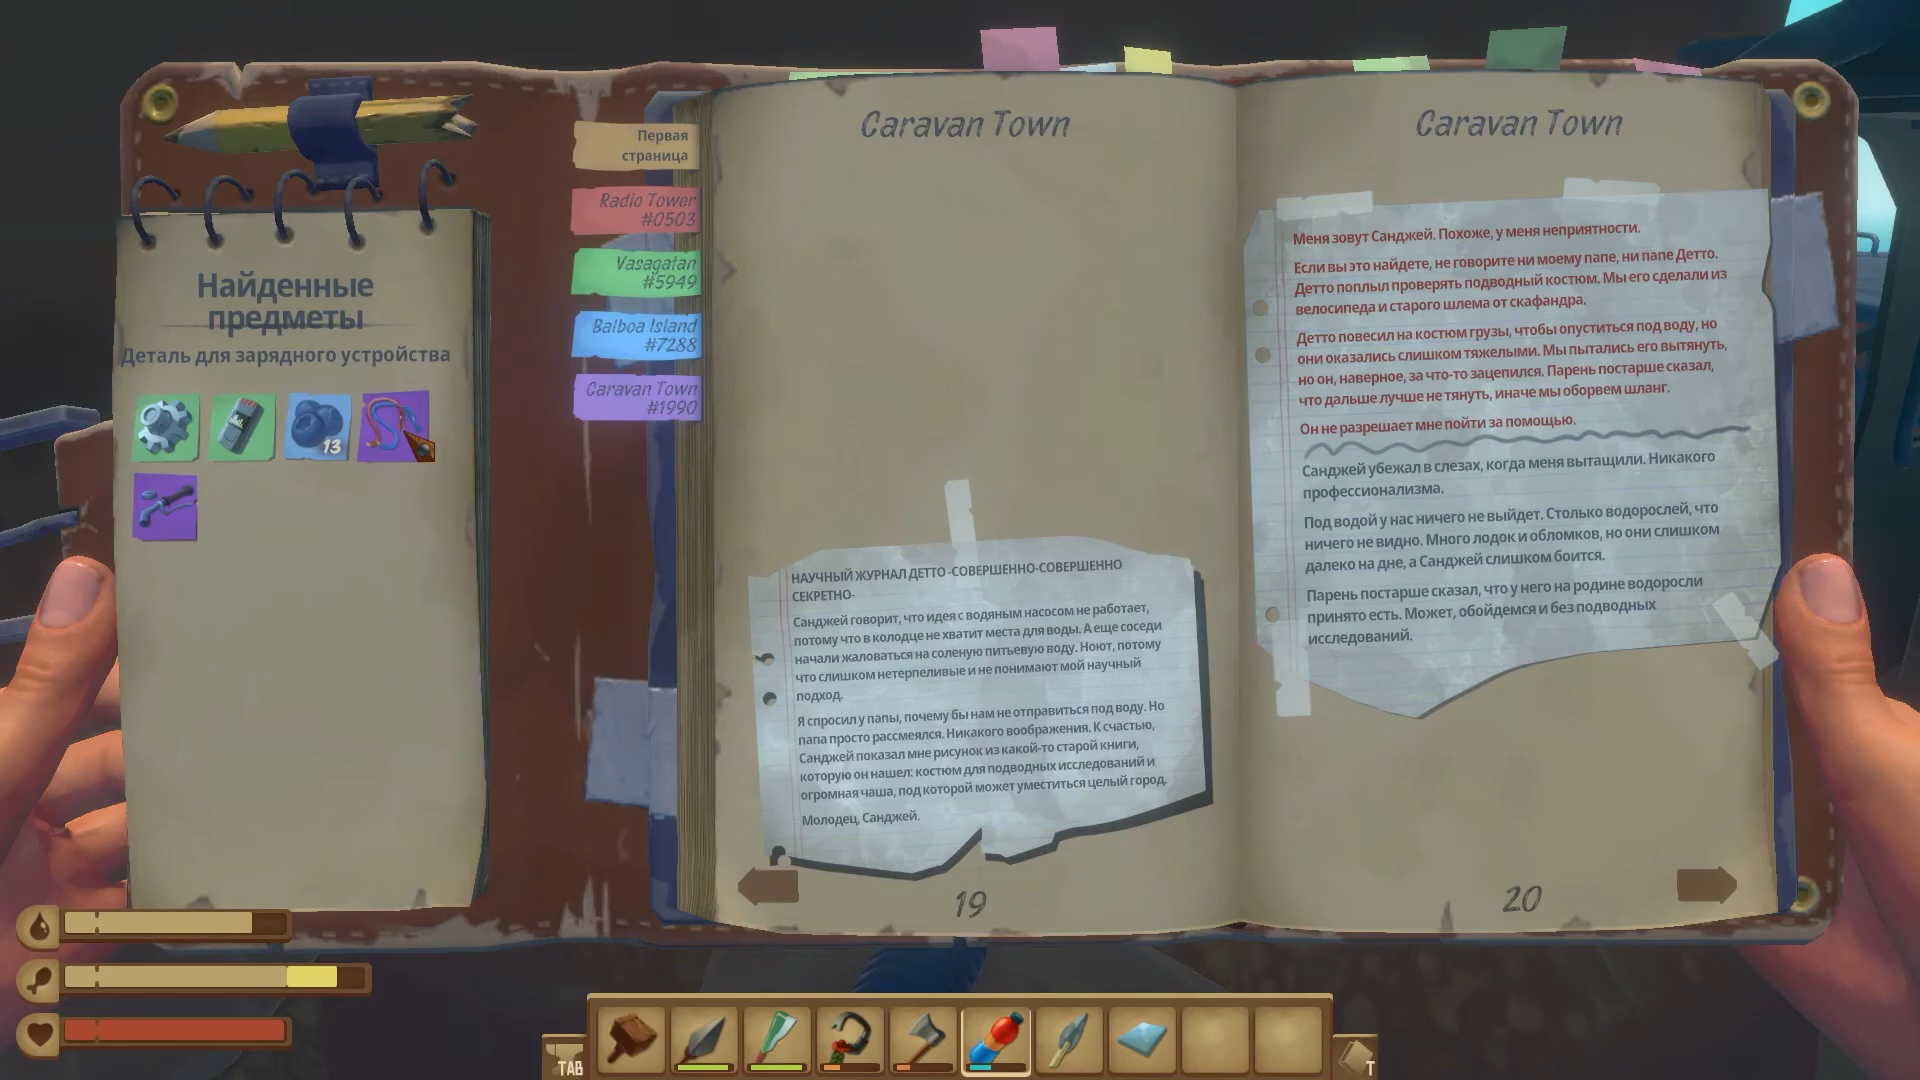 Найденные
предметы
Деталь для зарядного устройства
13
Первая
страница
Radio Tower
#0503
Vasagatan
#5949
Balboa Island
#7288
Caravan Town
#1990
Caravan Town
НАУЧНЫЙ ЖУРНАЛ ДЕТТО -СОВЕРШЕННО-СОВЕРШЕННО
СЕКРЕТНО-
Санджей говорит, что идея с водяным насосом не работает,
потому что в колодце не хватит места для воды. А еще соседи
начали жаловаться на соленую питьевую воду. Ноют, потому
что слишком нетерпеливые и не понимают мой научный
подход.
Я спросил у папы, почему бы нам не отправиться под воду. Но
папа просто рассмеялся. Никакого воображения. К счастью,
Санджей показал мне рисунок из какой-то старой книги,
которую он нашел: костюм для подводных исследований и
огромная чаша, под которой может уместиться целый город.
Молодец, Санджей.
19
Caravan Town
Меня зовут Санджей. Похоже, у меня неприятности.
Если вы это найдете, не говорите ни моему папе, ни папе Детто.
Детто поплыл проверять подводный костюм. Мы его сделали из
велосипеда и старого шлема от скафандра.
Детто повесил на костюм грузы, чтобы опуститься под воду, но
они оказались слишком тяжелыми. Мы пытались его вытянуть,
но он, наверное, за что-то зацепился. Парень постарше сказал,
что дальше лучше не тянуть, иначе мы оборвем шланг.
Он не разрешает мне пойти за помощью.
Санджей убежал в слезах, когда меня вытащили. Никакого
профессионализма.
Под водой у нас ничего не выйдет. Столько водорослей, что
ничего не видно. Много лодок и обломков, но они слишком
далеко на дне, а Санджей слишком боится.
Парень постарше сказал, что у него на родине водоросли
принято есть. Может, обойдемся и без подводных
исследований.
20
TAB
T